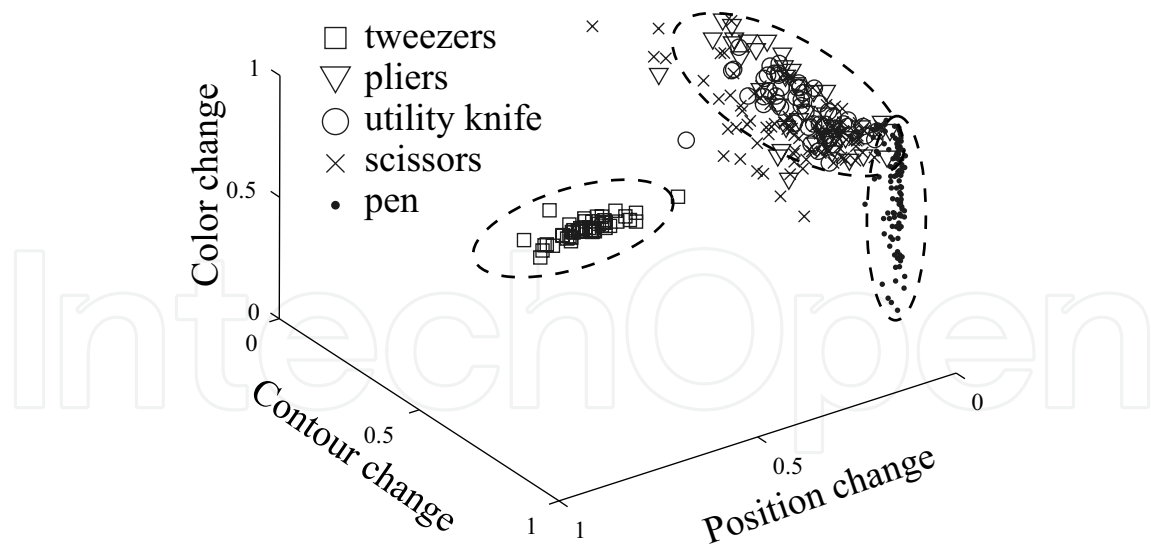 tweezers
pliers
utility knife
scissors
pen
Color change
1
0.5
0
0
Contour change
0.5
1
1
Position change
0.5
0
IntechOpen